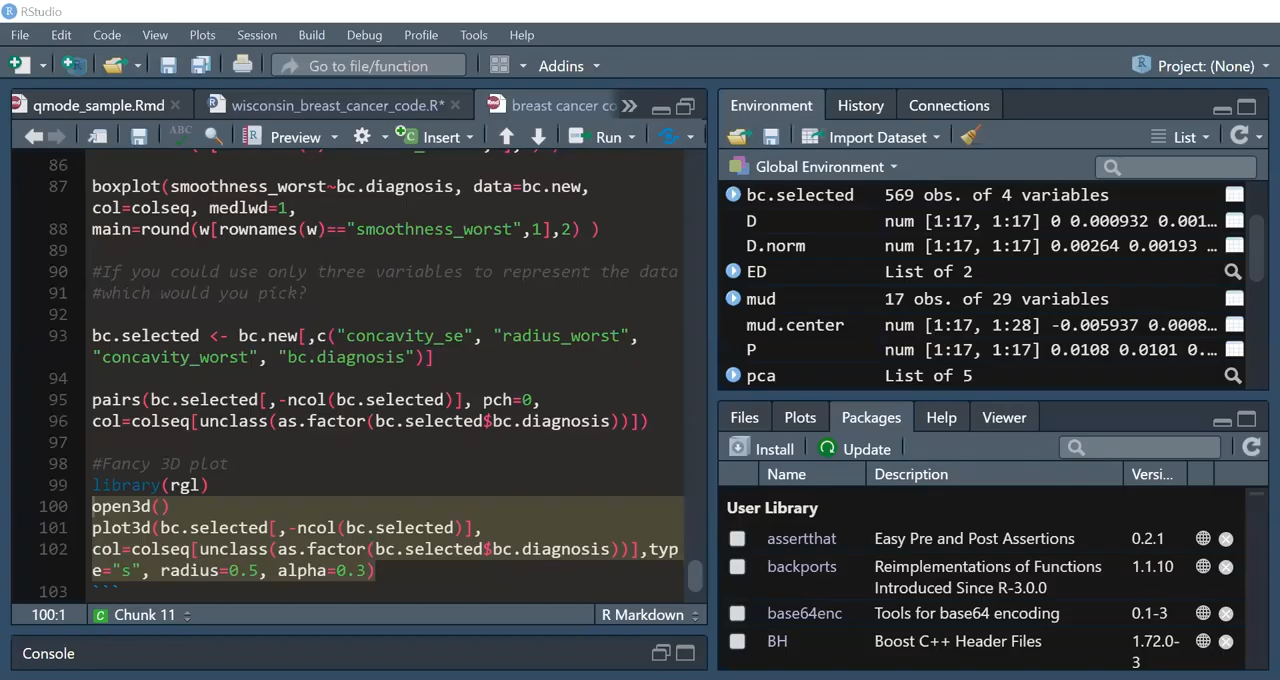 RStudio
File Edit Code View Plots Session Build Debug Profile Tools Help
Go to file/function Addins Project: (None)
qmode_sample.Rmd wisconsin_breast_cancer_code.R* breast cancer co
Preview Insert Run
86
87 boxplot(smoothness_worst~bc.diagnosis, data=bc.new,
col=colseq, medlwd=1,
88 main=round(w[rownames(w)=="smoothness_worst",1],2) )
89
90 #If you could use only three variables to represent the data
91 #which would you pick?
92
93 bc.selected <- bc.new[,c("concavity_se", "radius_worst",
"concavity_worst", "bc.diagnosis")]
94
95 pairs(bc.selected[,-ncol(bc.selected)], pch=0,
96 col=colseq[unclass(as.factor(bc.selected$bc.diagnosis))])
97
98 #Fancy 3D plot
99 library(rgl)
100 open3d()
101 plot3d(bc.selected[,-ncol(bc.selected)],
102 col=colseq[unclass(as.factor(bc.selected$bc.diagnosis))],typ
e="s", radius=0.5, alpha=0.3)
103 ```
100:1 C Chunk 11 R Markdown
Console
Environment History Connections
Import Dataset List
Global Environment
bc.selected 569 obs. of 4 variables
D num [1:17, 1:17] 0 0.000932 0.001...
D.norm num [1:17, 1:17] 0.00264 0.00193 ...
ED List of 2
mud 17 obs. of 29 variables
mud.center num [1:17, 1:28] -0.005937 0.0008...
P num [1:17, 1:17] 0.0108 0.0101 0....
pca List of 5
Files Plots Packages Help Viewer
Install Update
Name Description Versi...
User Library
assertthat Easy Pre and Post Assertions 0.2.1
backports Reimplementations of Functions 1.1.10
Introduced Since R-3.0.0
base64enc Tools for base64 encoding 0.1-3
BH Boost C++ Header Files 1.72.0-
3